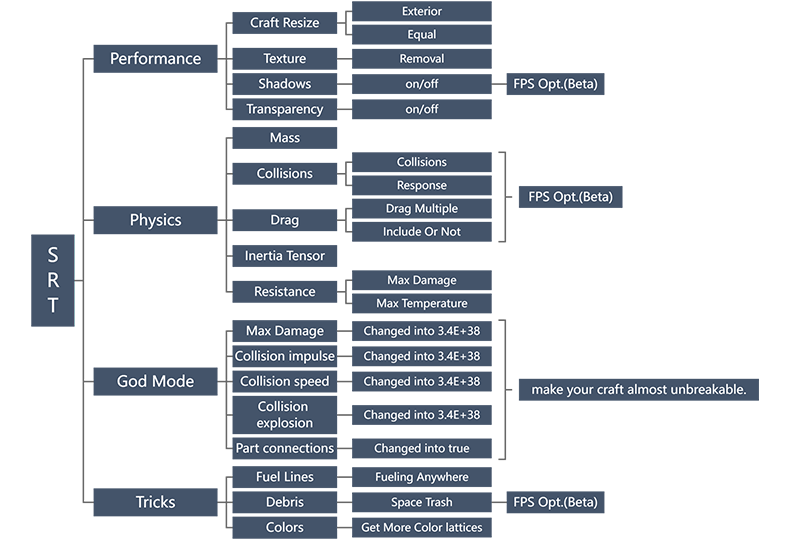 SRT
Performance
Craft Resize
Exterior
Equal
Texture
Removal
Shadows
on/off
FPS Opt.(Beta)
Transparency
on/off
Physics
Mass
Collisions
Collisions
Response
Drag
Drag Multiple
Include Or Not
FPS Opt.(Beta)
Inertia Tensor
Resistance
Max Damage
Max Temperature
God Mode
Max Damage
Changed into 3.4E+38
Collision impulse
Changed into 3.4E+38
Collision speed
Changed into 3.4E+38
Collision
explosion
Changed into 3.4E+38
Part connections
Changed into true
make your craft almost unbreakable.
Tricks
Fuel Lines
Fueling Anywhere
Debris
Space Trash
FPS Opt.(Beta)
Colors
Get More Color lattices